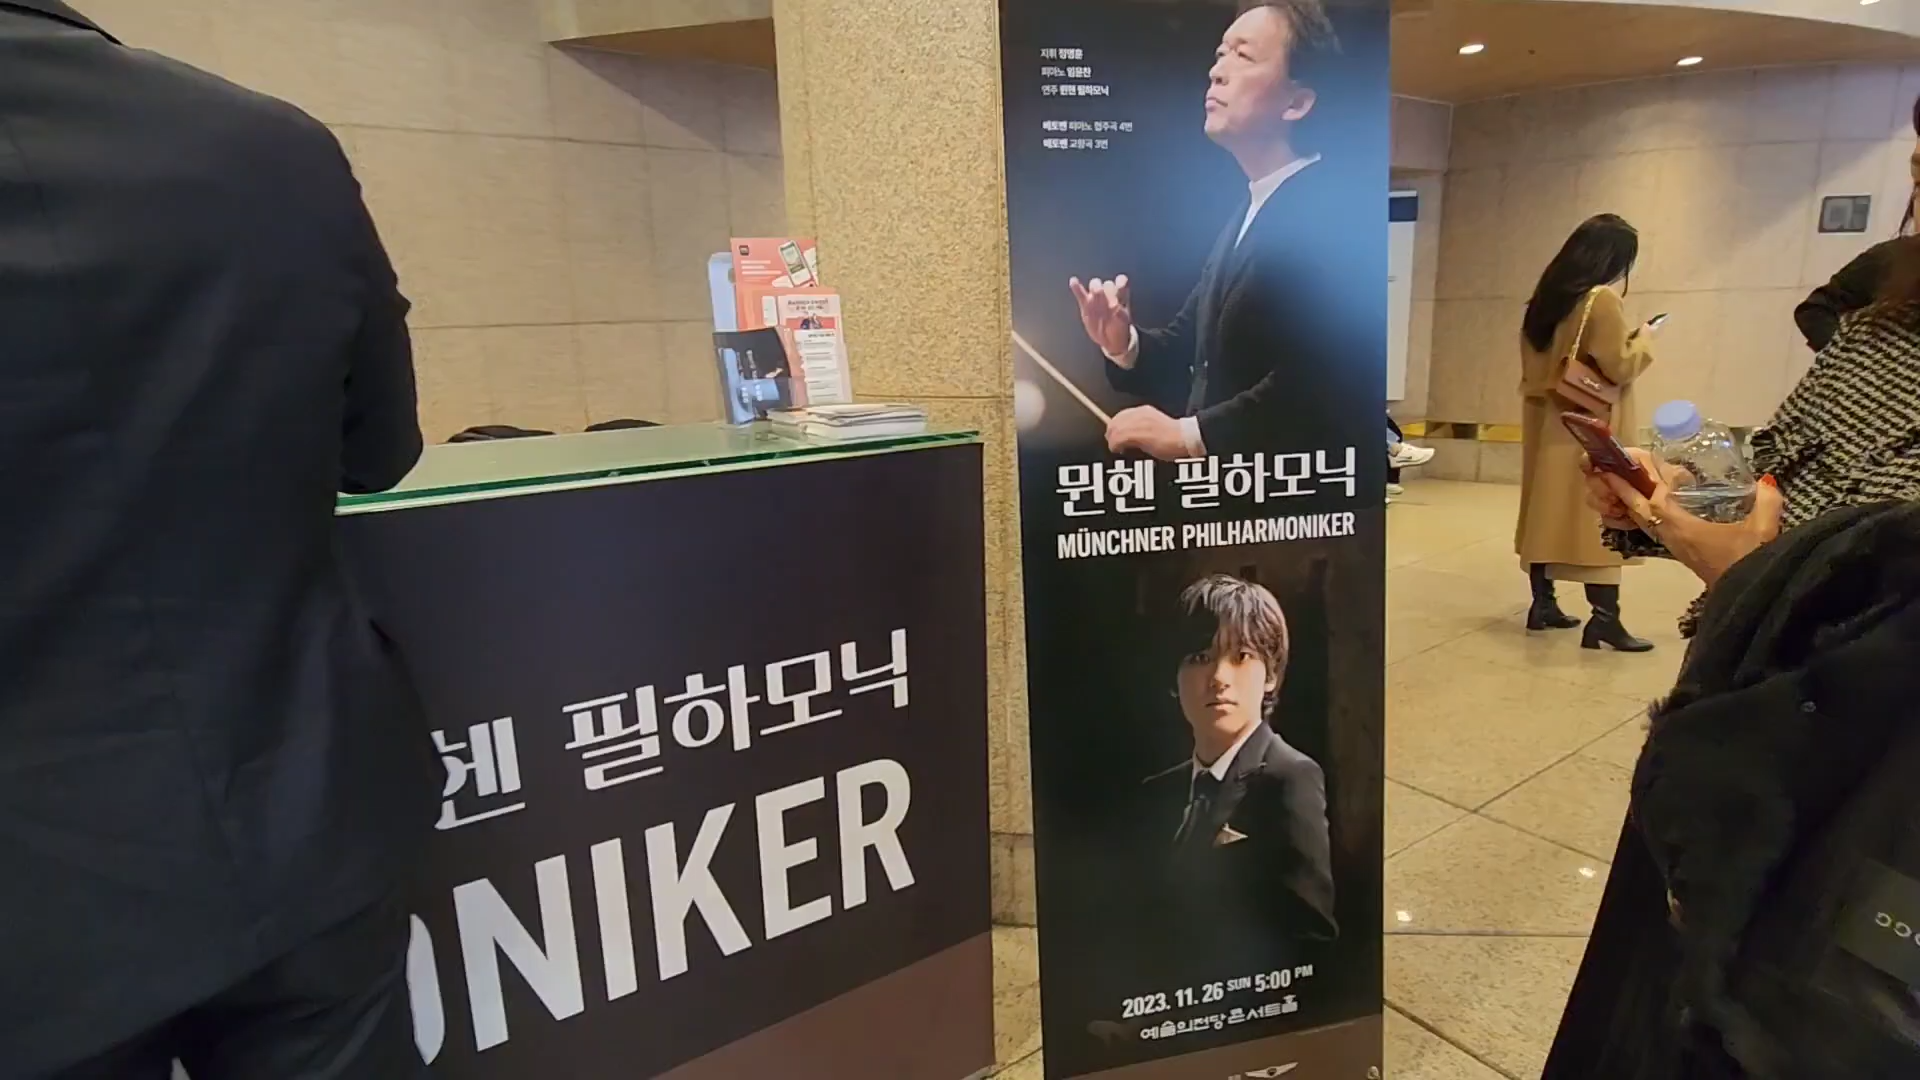 지휘 정명훈
피아노 임윤찬
연주 뮌헨 필하모닉
베토벤 피아노 협주곡 4번
베토벤 교향곡 3번
뮌헨 필하모닉
MÜNCHNER PHILHARMONIKER
2023. 11. 26 SUN 5:00 PM
예술의전당 콘서트홀
헨 필하모닉
ONIKER